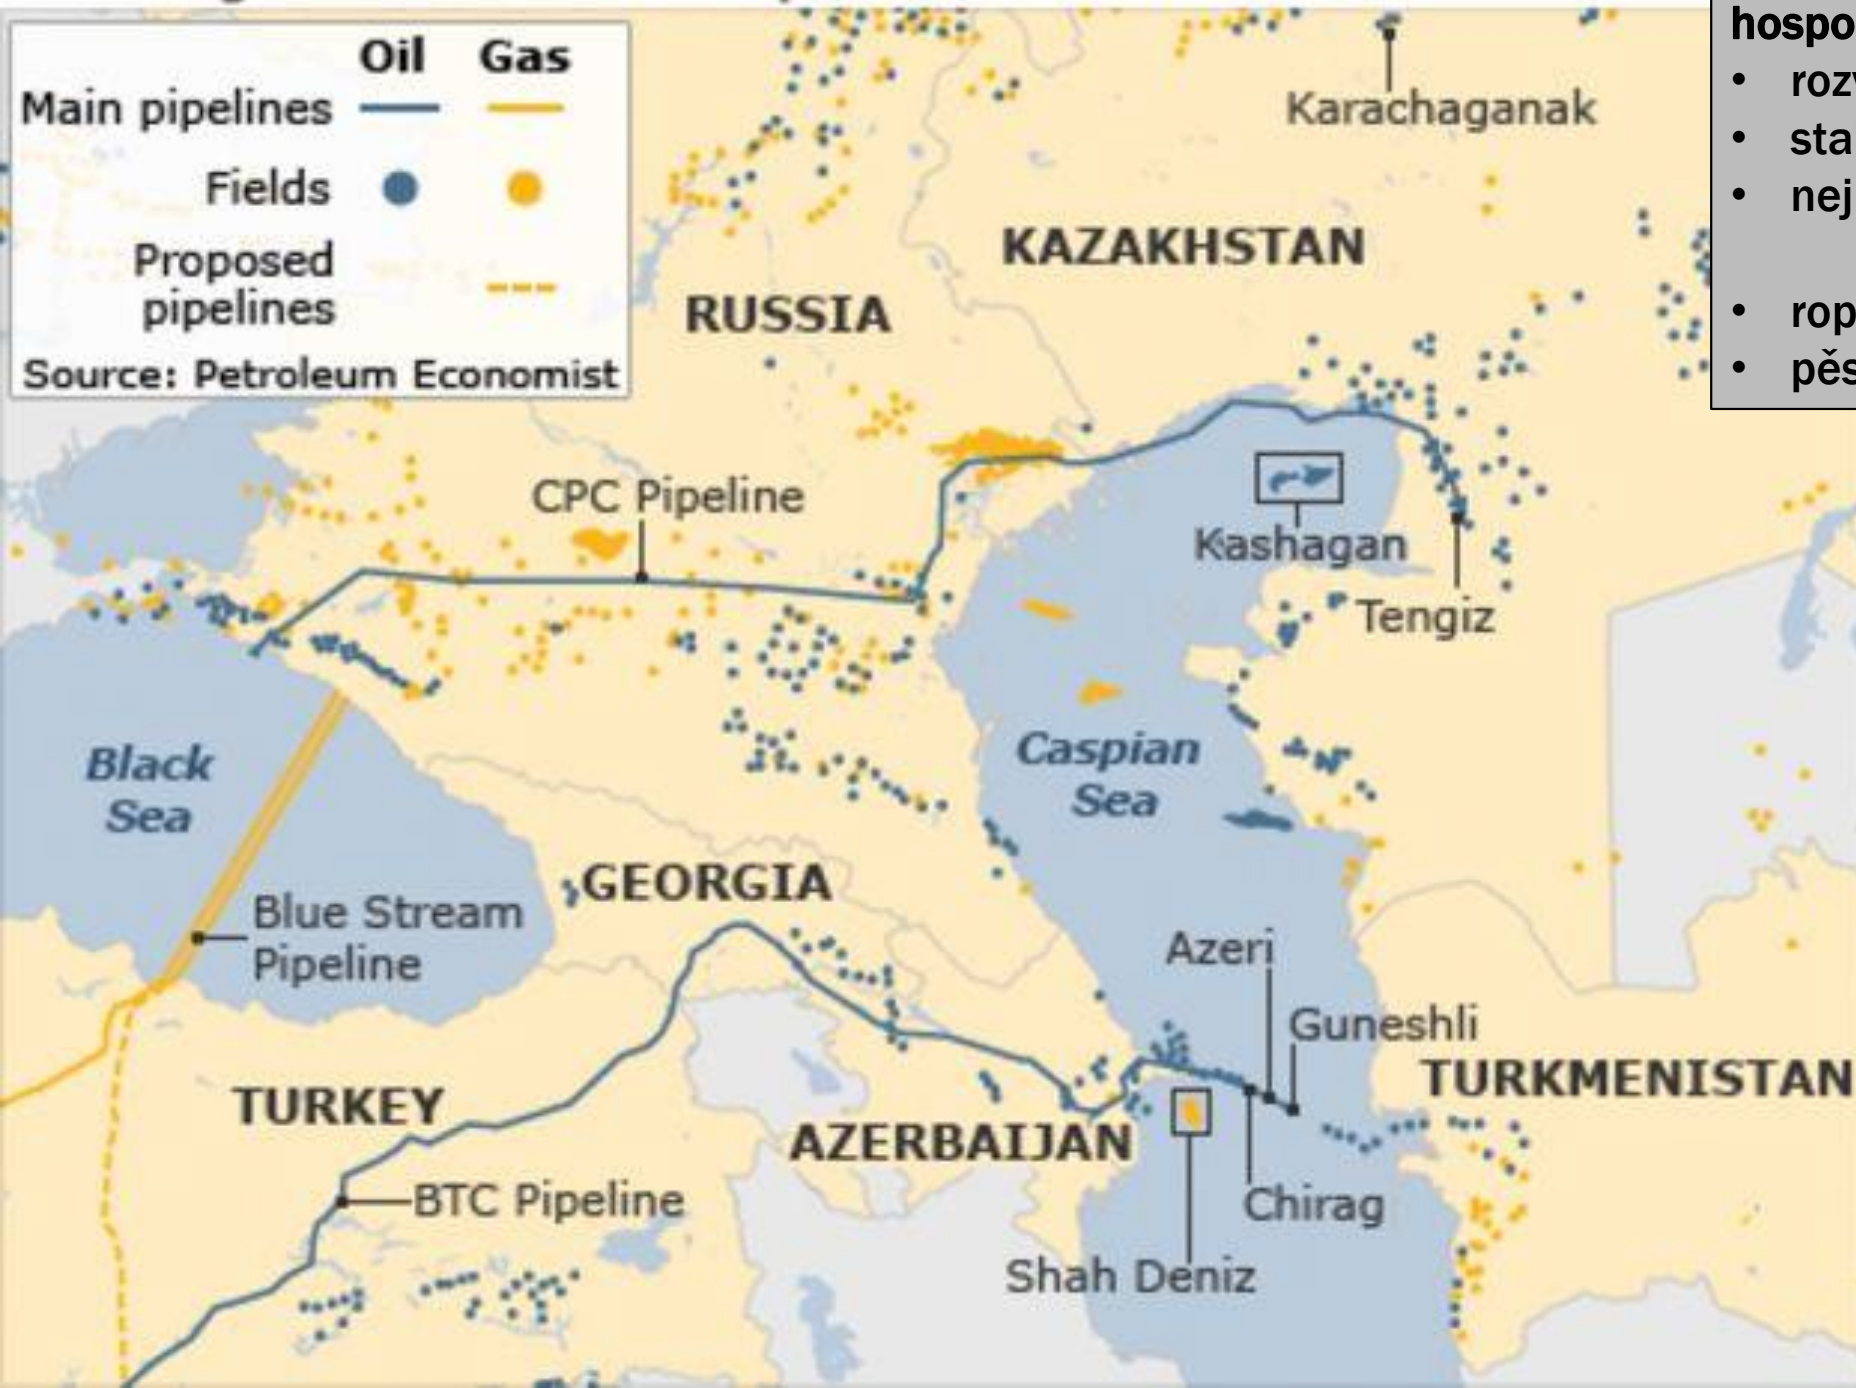 Oil Gas
Main pipelines
Fields
Proposed
pipelines
Source: Petroleum Economist
Karachaganak
KAZAKHSTAN
RUSSIA
CPC Pipeline
Kashagan
Tengiz
Black
Sea
Caspian
Sea
GEORGIA
Blue Stream
Pipeline
Azeri
Guneshli
TURKMENISTAN
TURKEY
AZERBAIJAN
BTC Pipeline
Chirag
Shah Deniz
hospo
• rozv
• sta
• nej
• rop
• pěs